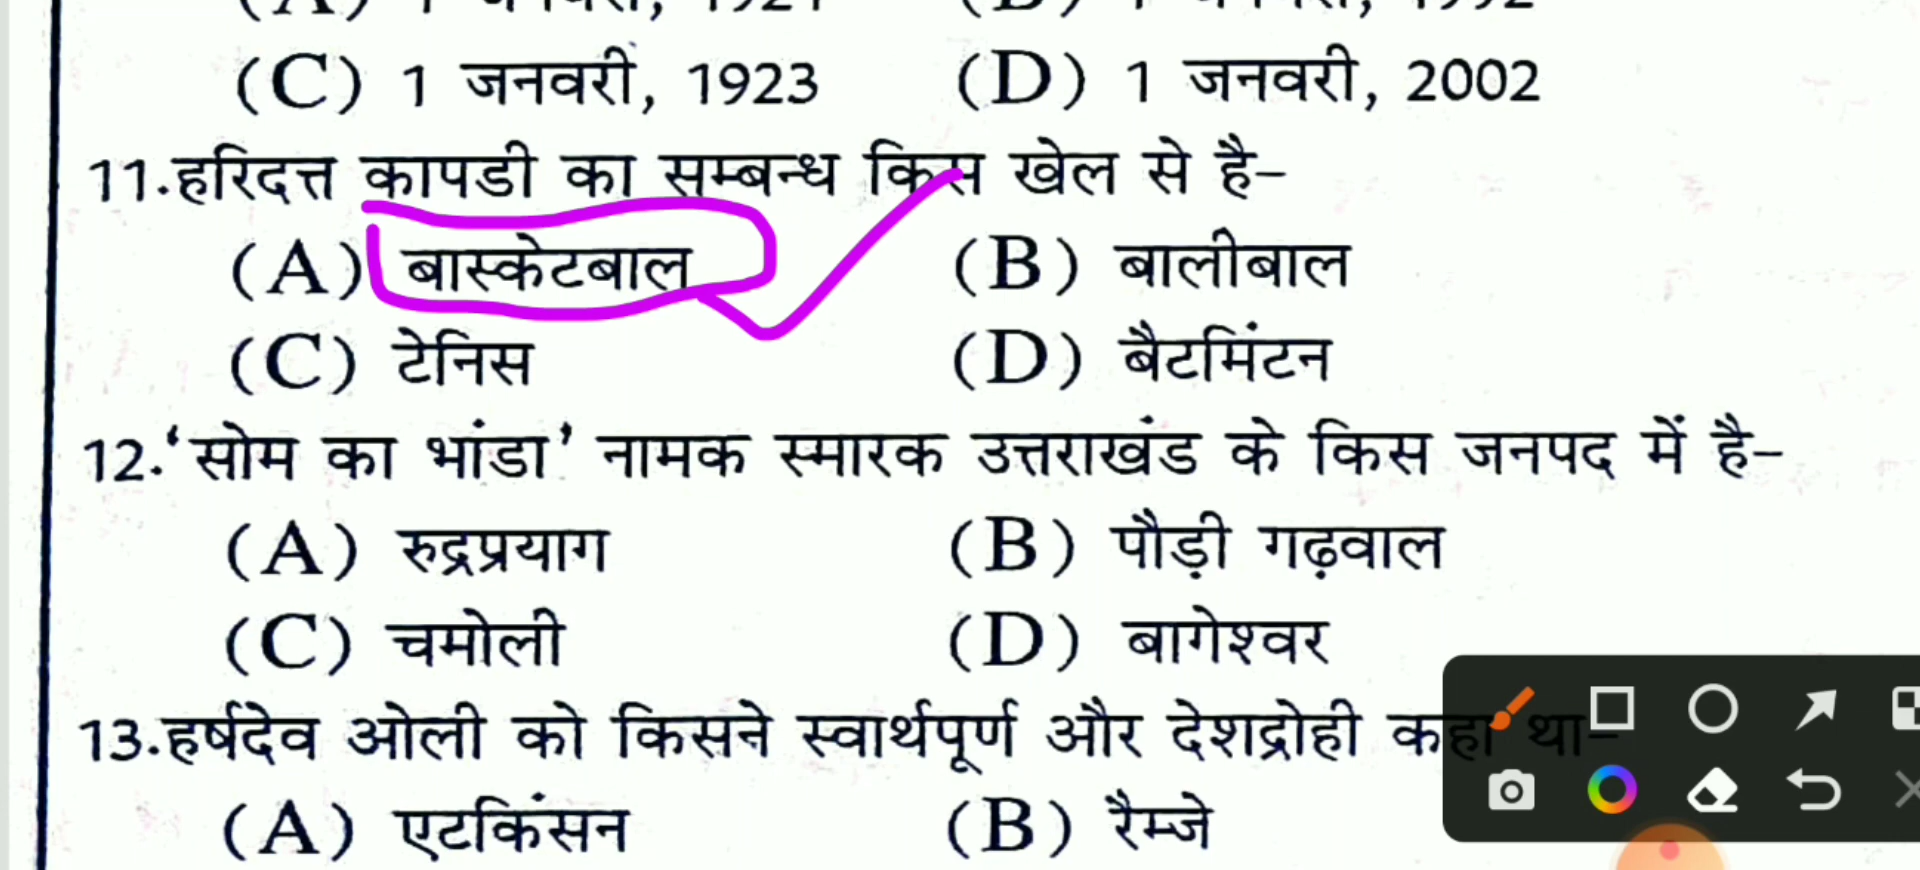 (C) 1 जनवरी, 1923 (D) 1 जनवरी, 2002
11.हरिदत्त कापडी का सम्बन्ध किस खेल से है–
(A) बास्केटबाल (B) बालीबाल
(C) टेनिस (D) बैटमिंटन
12.‘सोम का भांडा’ नामक स्मारक उत्तराखंड के किस जनपद में है–
(A) रुद्रप्रयाग (B) पौड़ी गढ़वाल
(C) चमोली (D) बागेश्वर
13.हर्षदेव ओली को किसने स्वार्थपूर्ण और देशद्रोही कहा था–
(A) एटकिंसन (B) रैम्जे